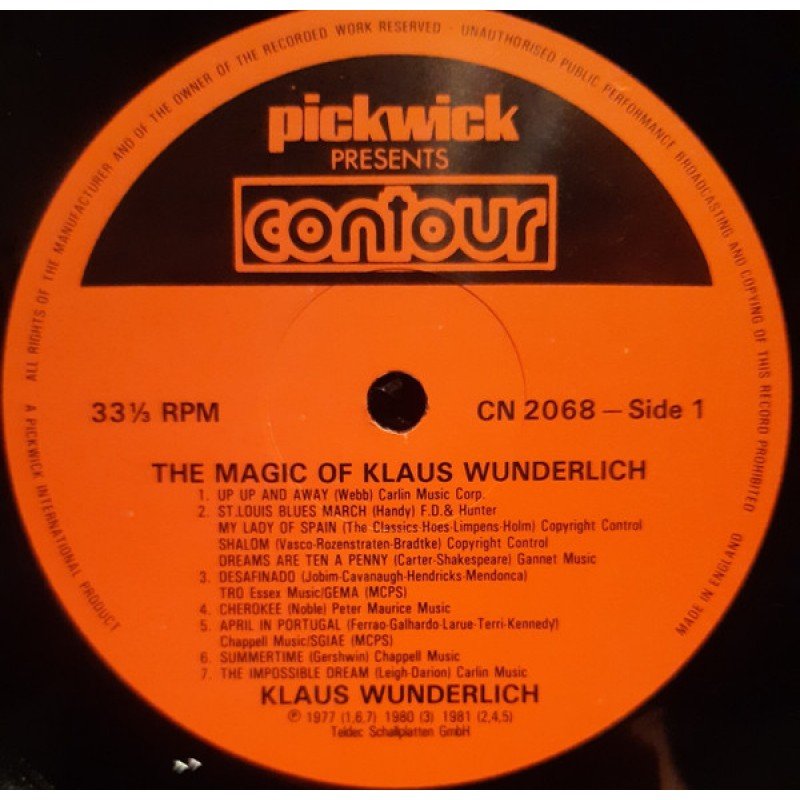 ALL RIGHTS OF THE MANUFACTURER AND OF THE OWNER OF THE RECORDED WORK RESERVED · UNAUTHORISED PUBLIC PERFORMANCE BROADCASTING AND COPYING OF THIS RECORD PROHIBITED
pickwick
PRESENTS
contour
33⅓ RPM
CN 2068 – Side 1
THE MAGIC OF KLAUS WUNDERLICH
1. UP UP AND AWAY (Webb) Carlin Music Corp.
2. ST.LOUIS BLUES MARCH (Handy) F.D.& Hunter
MY LADY OF SPAIN (The Classics-Hoes-Limpens-Holm) Copyright Control
SHALOM (Vasco-Rozenstraten-Bradtke) Copyright Control
DREAMS ARE TEN A PENNY (Carter-Shakespeare) Gannet Music
3. DESAFINADO (Jobim-Cavanaugh-Hendricks-Mendonca)
TRO Essex Music/GEMA (MCPS)
4. CHEROKEE (Noble) Peter Maurice Music
5. APRIL IN PORTUGAL (Ferrao-Galhardo-Larue-Terri-Kennedy)
Chappell Music/SGIAE (MCPS)
6. SUMMERTIME (Gershwin) Chappell Music
7. THE IMPOSSIBLE DREAM (Leigh-Darion) Carlin Music
KLAUS WUNDERLICH
℗ 1977 (1,6,7) 1980 (3) 1981 (2,4,5)
Teldec Schallplatten GmbH
A PICKWICK INTERNATIONAL PRODUCT
MADE IN ENGLAND